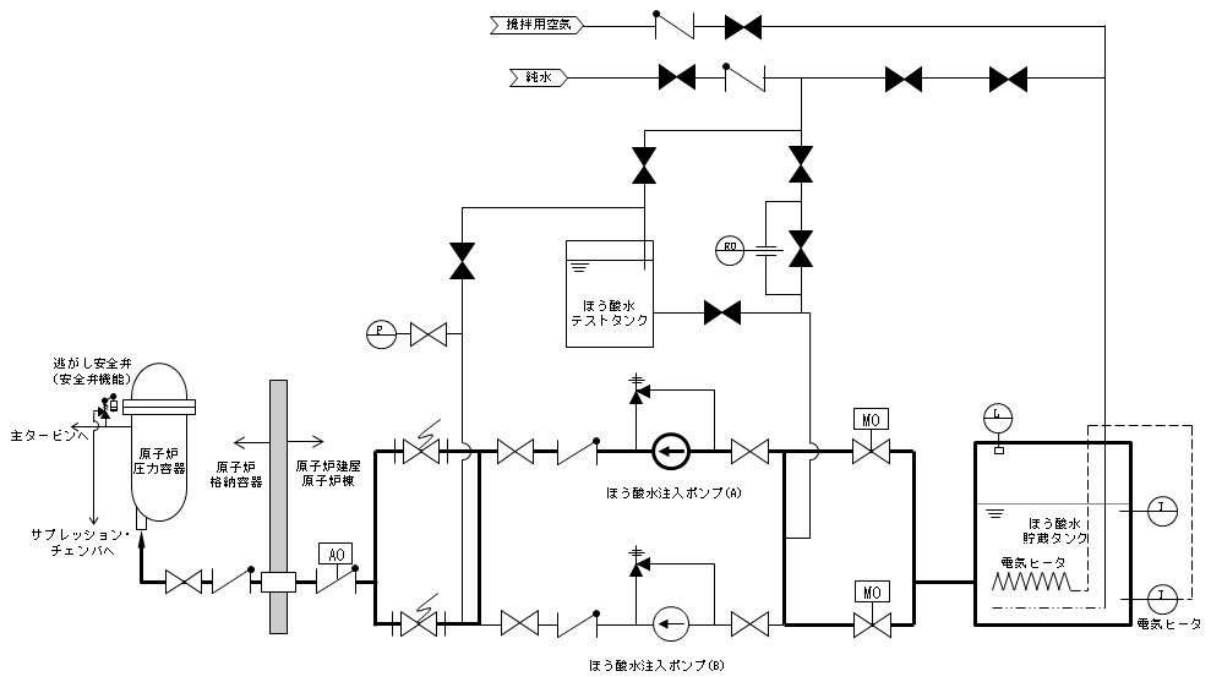 攪拌用空気
純水
RO
ほう酸水
テストタンク
P
逃がし安全弁
(安全弁機能)
主タービンへ
原子炉
圧力容器
原子炉
格納容器
原子炉建屋
原子炉棟
サプレッション・
チェンバへ
AO
ほう酸水注入ポンプ(A)
MO
L
ほう酸水
貯蔵タンク
電気ヒータ
T
MO
T
電気ヒータ
ほう酸水注入ポンプ(B)